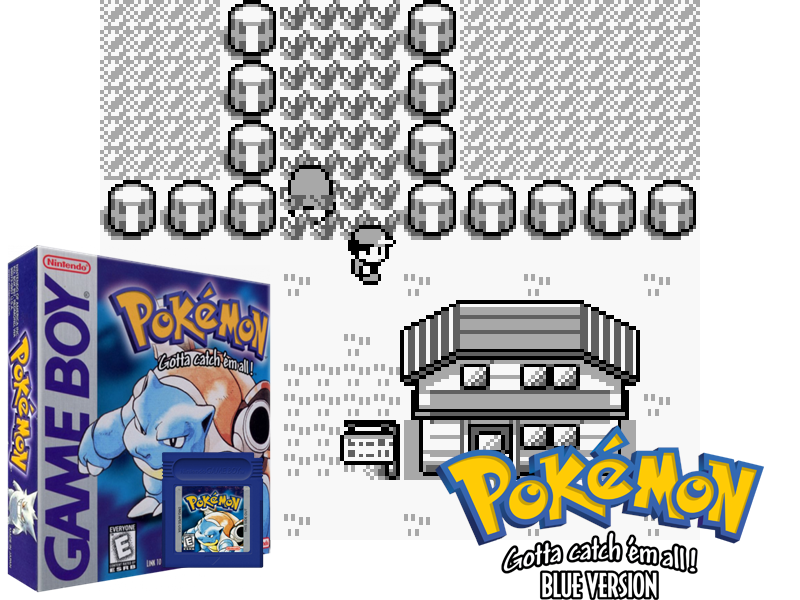 Nintendo
GAME BOY
POKéMON
POKéMON
Gotta catch 'em all!
EVERYONE
E
ESRB
POKéMON
E
POKéMON
Gotta catch 'em all!
BLUE VERSION